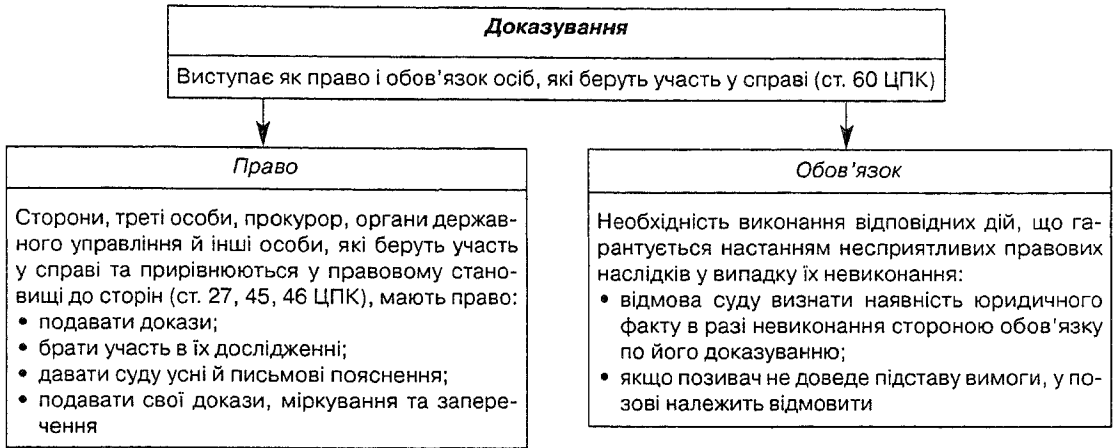 Доказування
Виступає як право і обов'язок осіб, які беруть участь у справі (ст. 60 ЦПК)
Право
Сторони, треті особи, прокурор, органи держав-
ного управління й інші особи, які беруть участь
у справі та прирівнюються у правовому стано-
вищі до сторін (ст. 27, 45, 46 ЦПК), мають право:
• подавати докази;
• брати участь в їх дослідженні;
• давати суду усні й письмові пояснення;
• подавати свої докази, міркування та запере-
чення
Обов'язок
Необхідність виконання відповідних дій, що га-
рантується настанням несприятливих правових
наслідків у випадку їх невиконання:
• відмова суду визнати наявність юридичного
факту в разі невиконання стороною обов'язку
по його доказуванню;
• якщо позивач не доведе підставу вимоги, у по-
зові належить відмовити